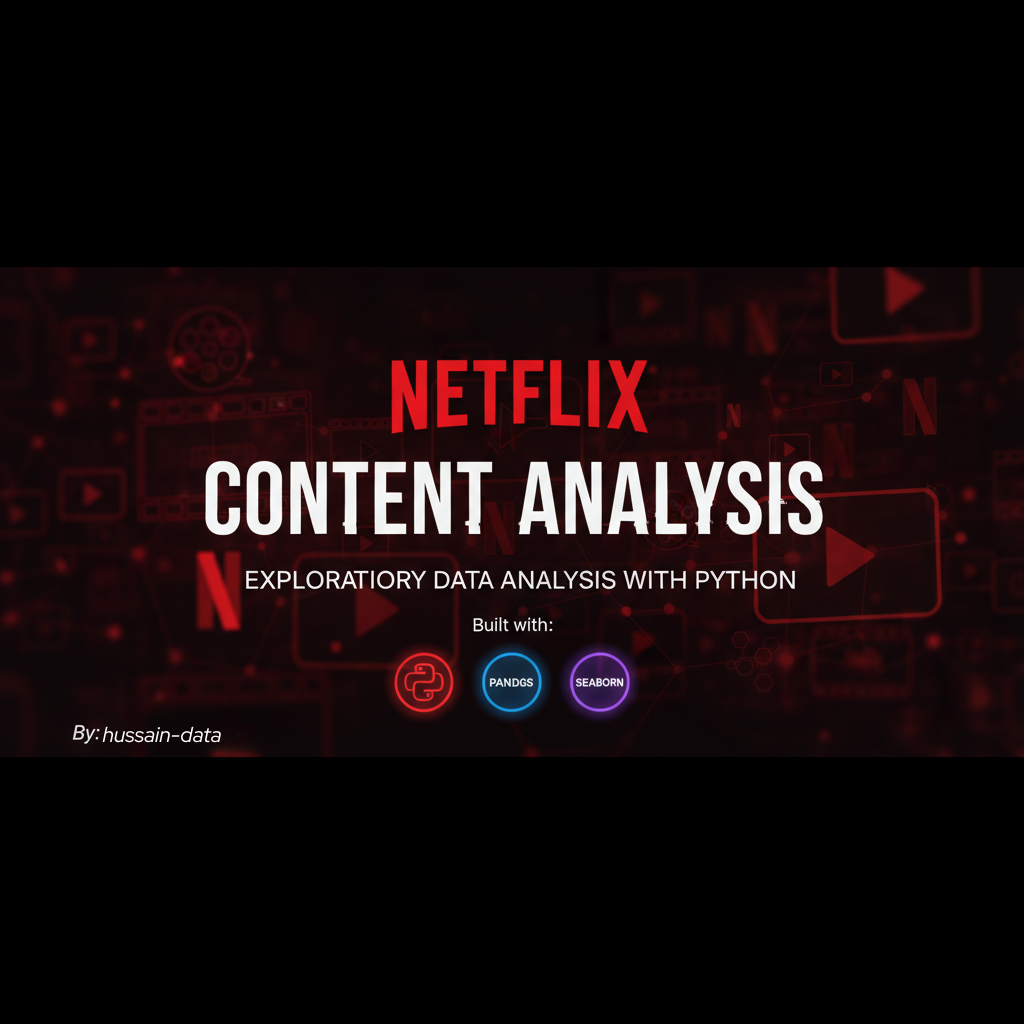 NETFLIX
CONTENT ANALYSIS
EXPLORATIORY DATA ANALYSIS WITH PYTHON
Built with:
PANDGS SEABORN
By: hussain-data